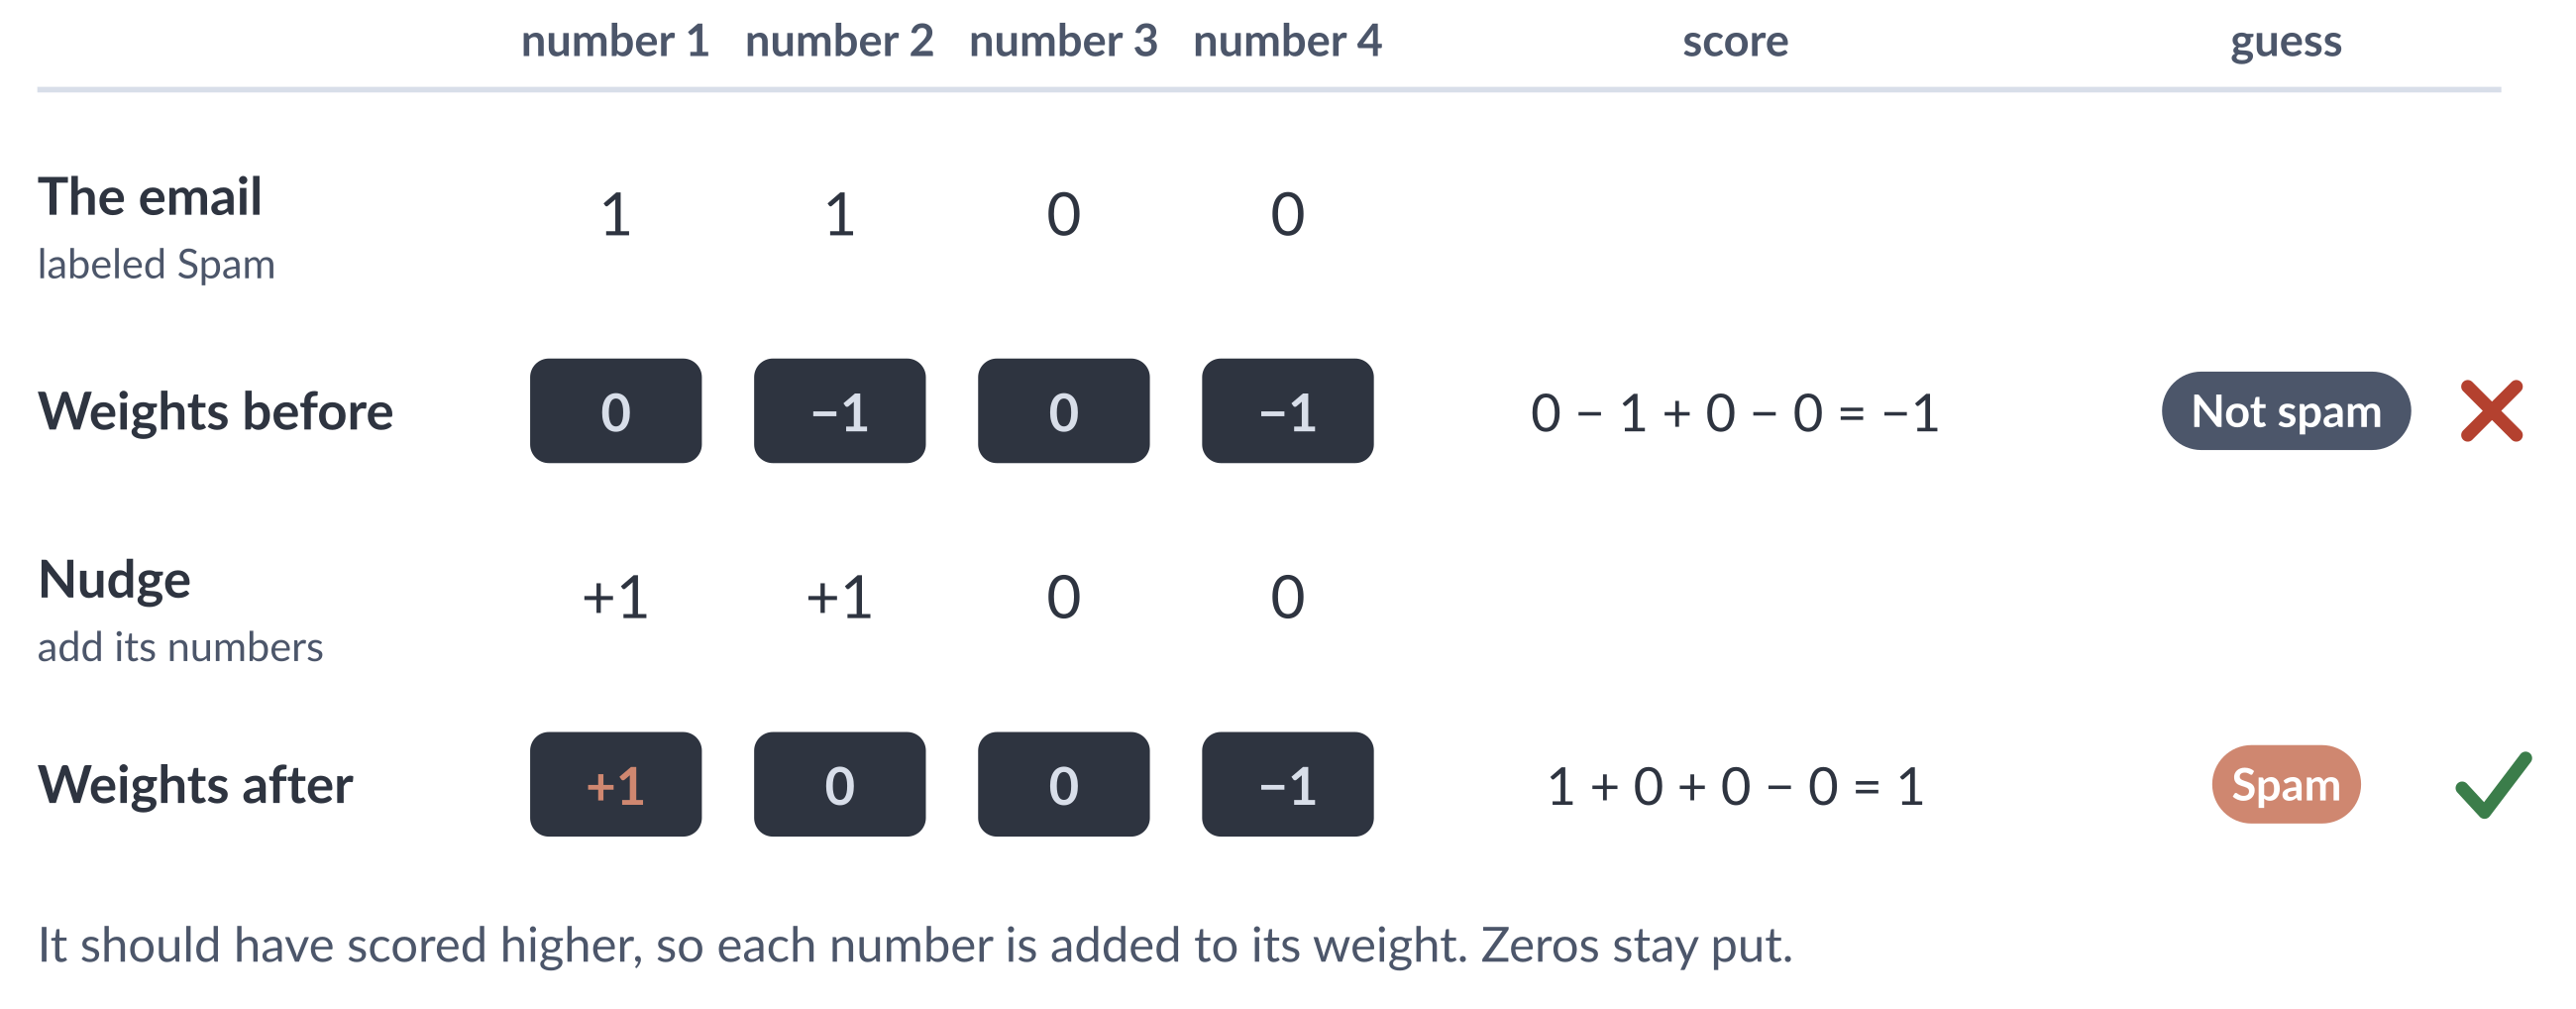 number 1 number 2 number 3 number 4 score guess
The email 1 1 0 0
labeled Spam
Weights before 0 −1 0 −1 0 − 1 + 0 − 0 = −1 Not spam
Nudge +1 +1 0 0
add its numbers
Weights after +1 0 0 −1 1 + 0 + 0 − 0 = 1 Spam
It should have scored higher, so each number is added to its weight. Zeros stay put.